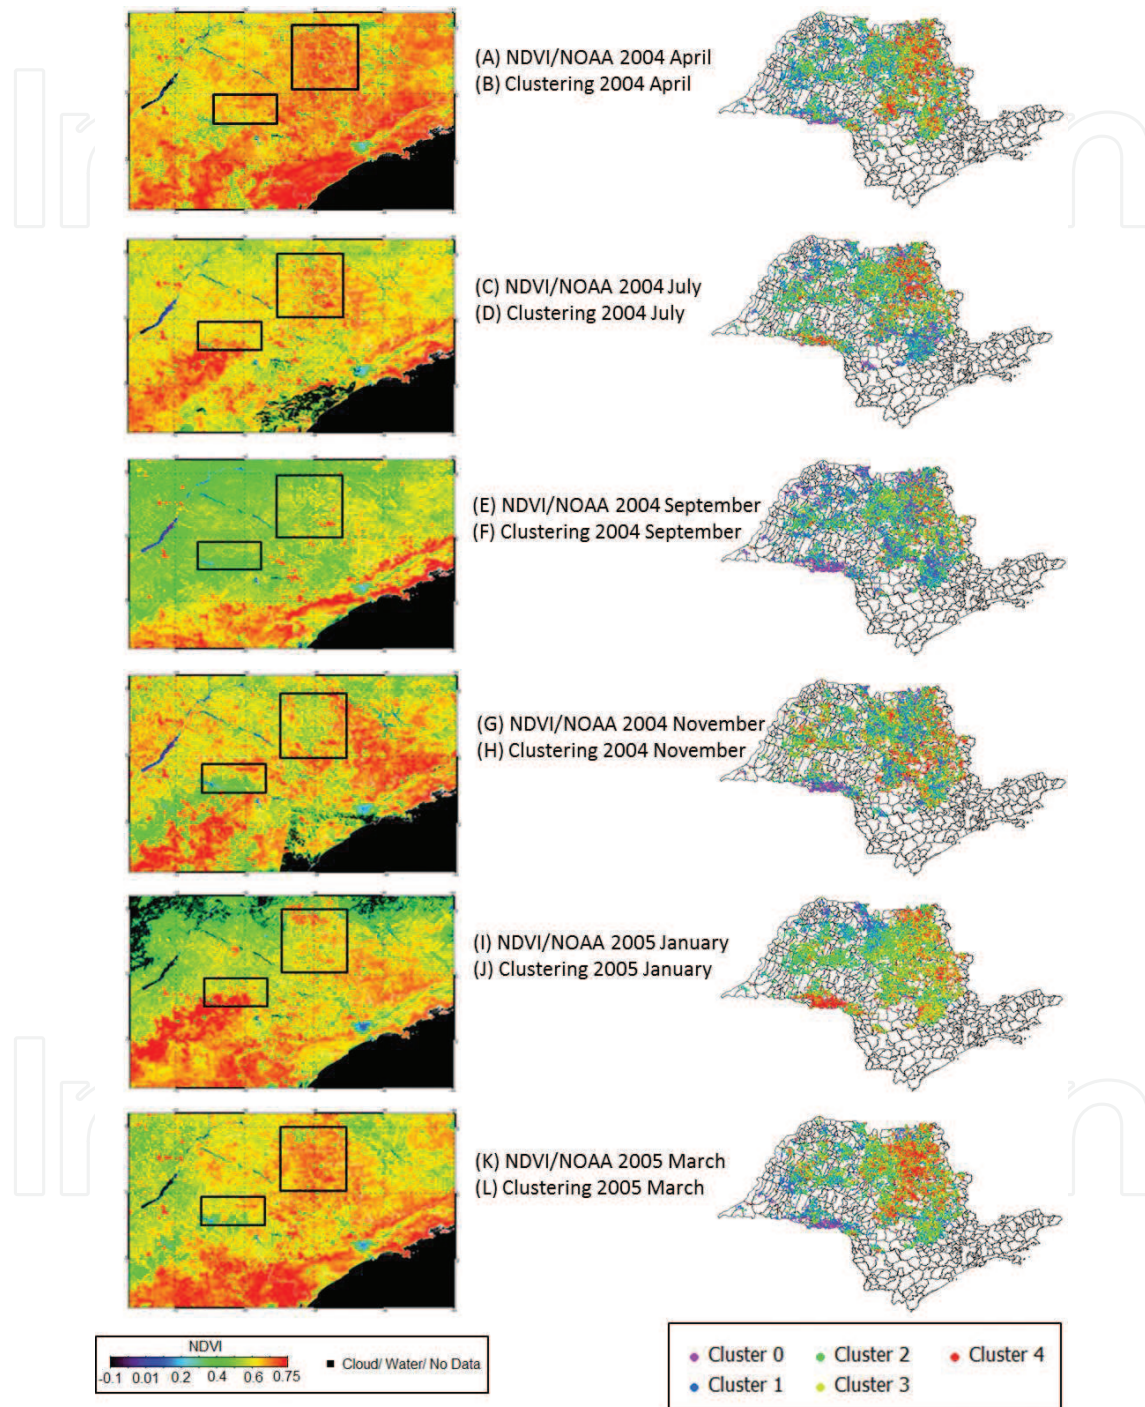 (A) NDVI/NOAA 2004 April
(B) Clustering 2004 April
(C) NDVI/NOAA 2004 July
(D) Clustering 2004 July
(E) NDVI/NOAA 2004 September
(F) Clustering 2004 September
(G) NDVI/NOAA 2004 November
(H) Clustering 2004 November
(I) NDVI/NOAA 2005 January
(J) Clustering 2005 January
(K) NDVI/NOAA 2005 March
(L) Clustering 2005 March
NDVI
-0.1 0.01 0.2 0.4 0.6 0.75
Cloud/ Water/ No Data
Cluster 0 Cluster 2 Cluster 4
Cluster 1 Cluster 3